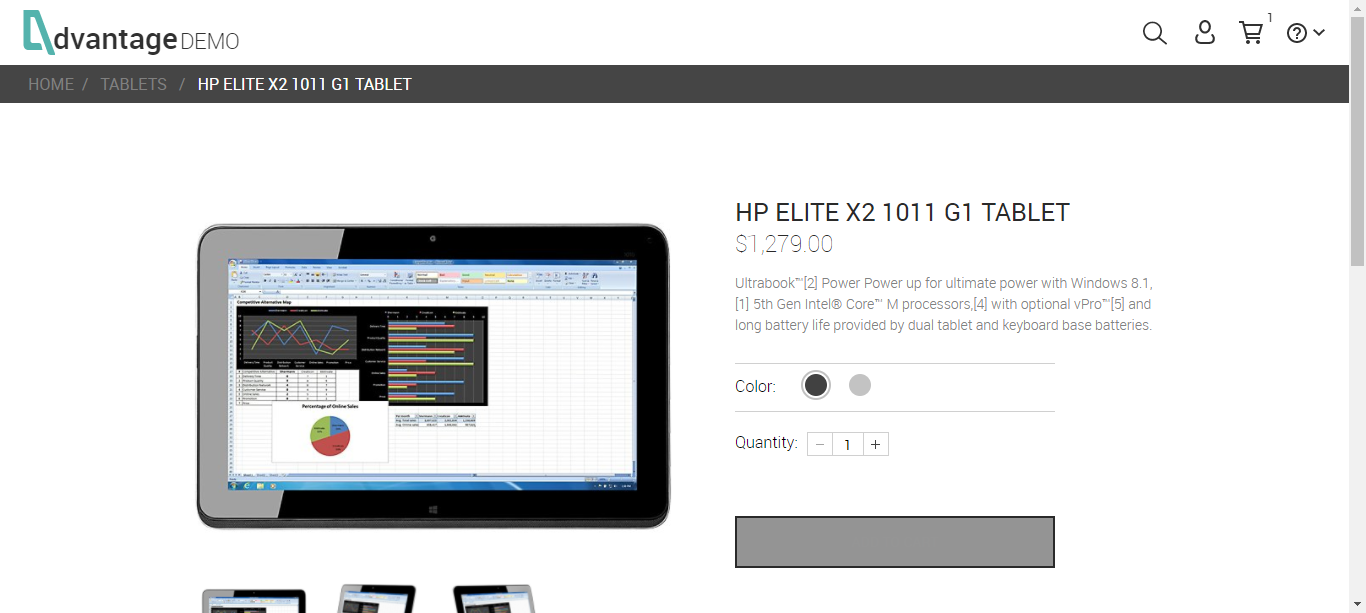 dvantage DEMO
1
HOME / TABLETS / HP ELITE X2 1011 G1 TABLET
HP ELITE X2 1011 G1 TABLET
$1,279.00
Ultrabook™[2] Power Power up for ultimate power with Windows 8.1,
[1] 5th Gen Intel® Core™ M processors,[4] with optional vPro™[5] and
long battery life provided by dual tablet and keyboard base batteries.
Color:
Quantity: − 1 +
Competitive Alternative Map
Percentage of Online Sales